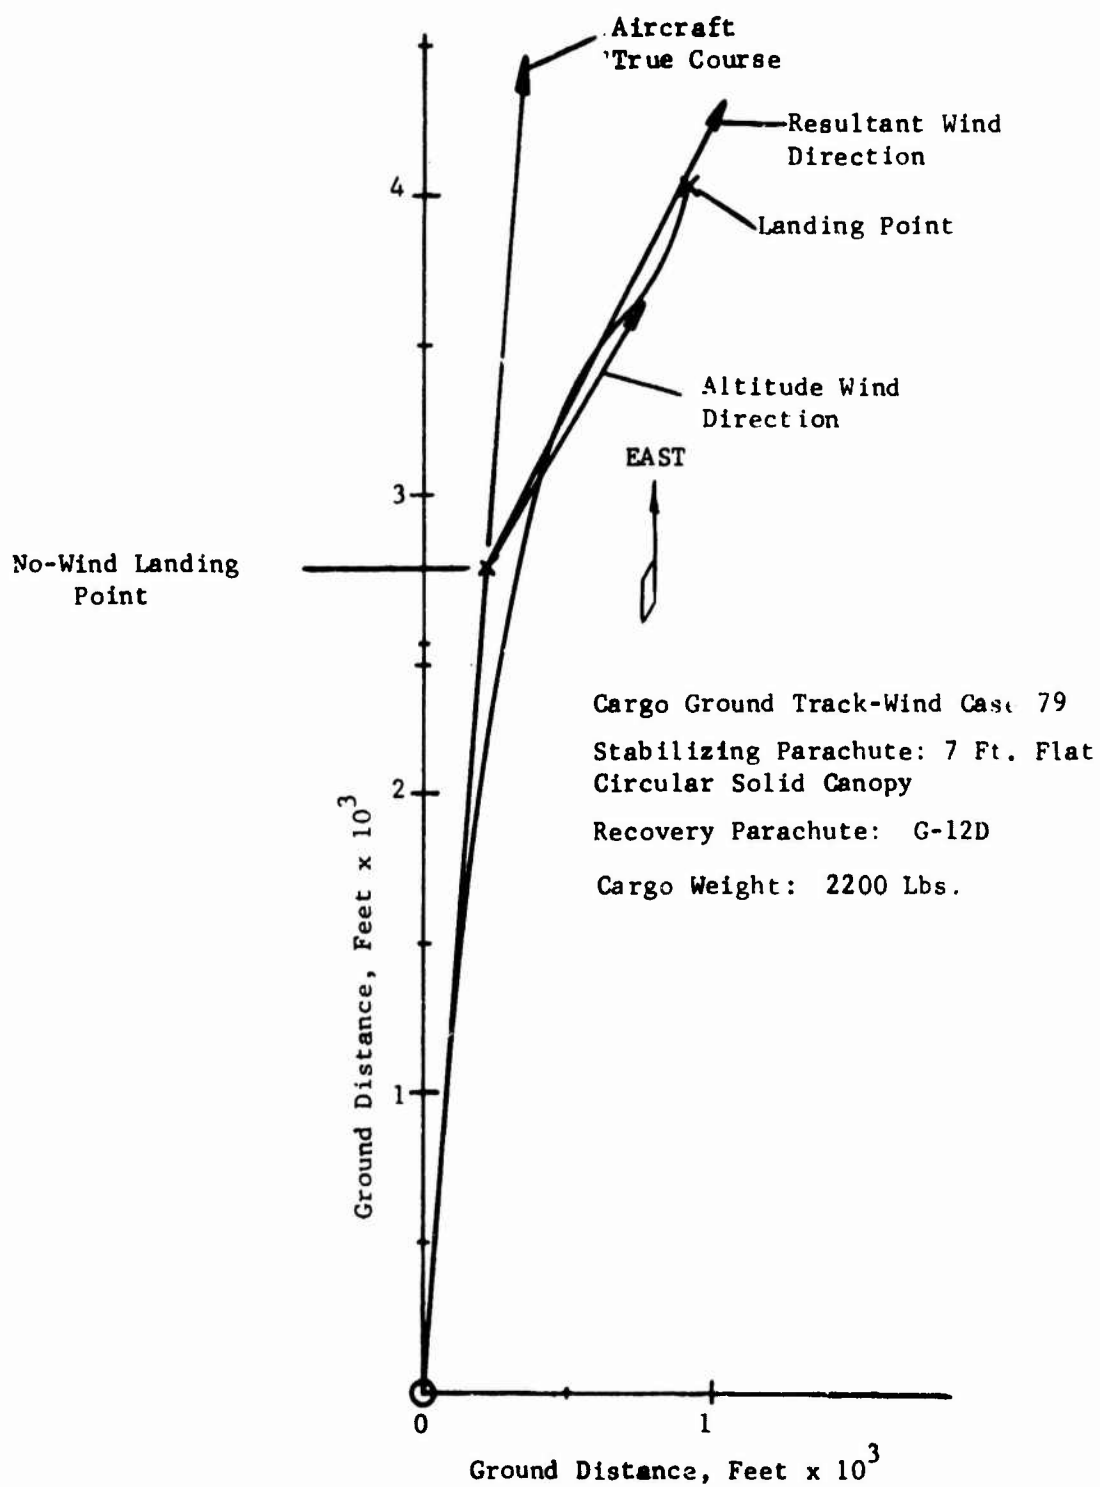 Aircraft
True Course
Resultant Wind
Direction
4
Landing Point
Altitude Wind
Direction
EAST
3
No-Wind Landing
Point
Cargo Ground Track-Wind Case 79
Stabilizing Parachute: 7 Ft. Flat
Circular Solid Canopy
2
Recovery Parachute: G-12D
Cargo Weight: 2200 Lbs.
Ground Distance, Feet x 10³
1
0
1
Ground Distance, Feet x 10³